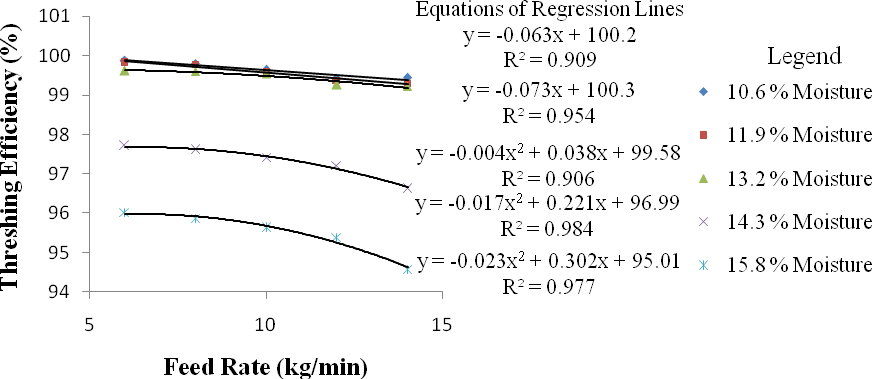 Equations of Regression Lines
y = -0.063x + 100.2
R² = 0.909
y = -0.073x + 100.3
R² = 0.954
y = -0.004x² + 0.038x + 99.58
R² = 0.906
y = -0.017x² + 0.221x + 96.99
R² = 0.984
y = -0.023x² + 0.302x + 95.01
R² = 0.977
Legend
10.6 % Moisture
11.9 % Moisture
13.2 % Moisture
14.3 % Moisture
15.8 % Moisture
Threshing Efficiency (%)
101
100
99
98
97
96
95
94
5
10
15
Feed Rate (kg/min)